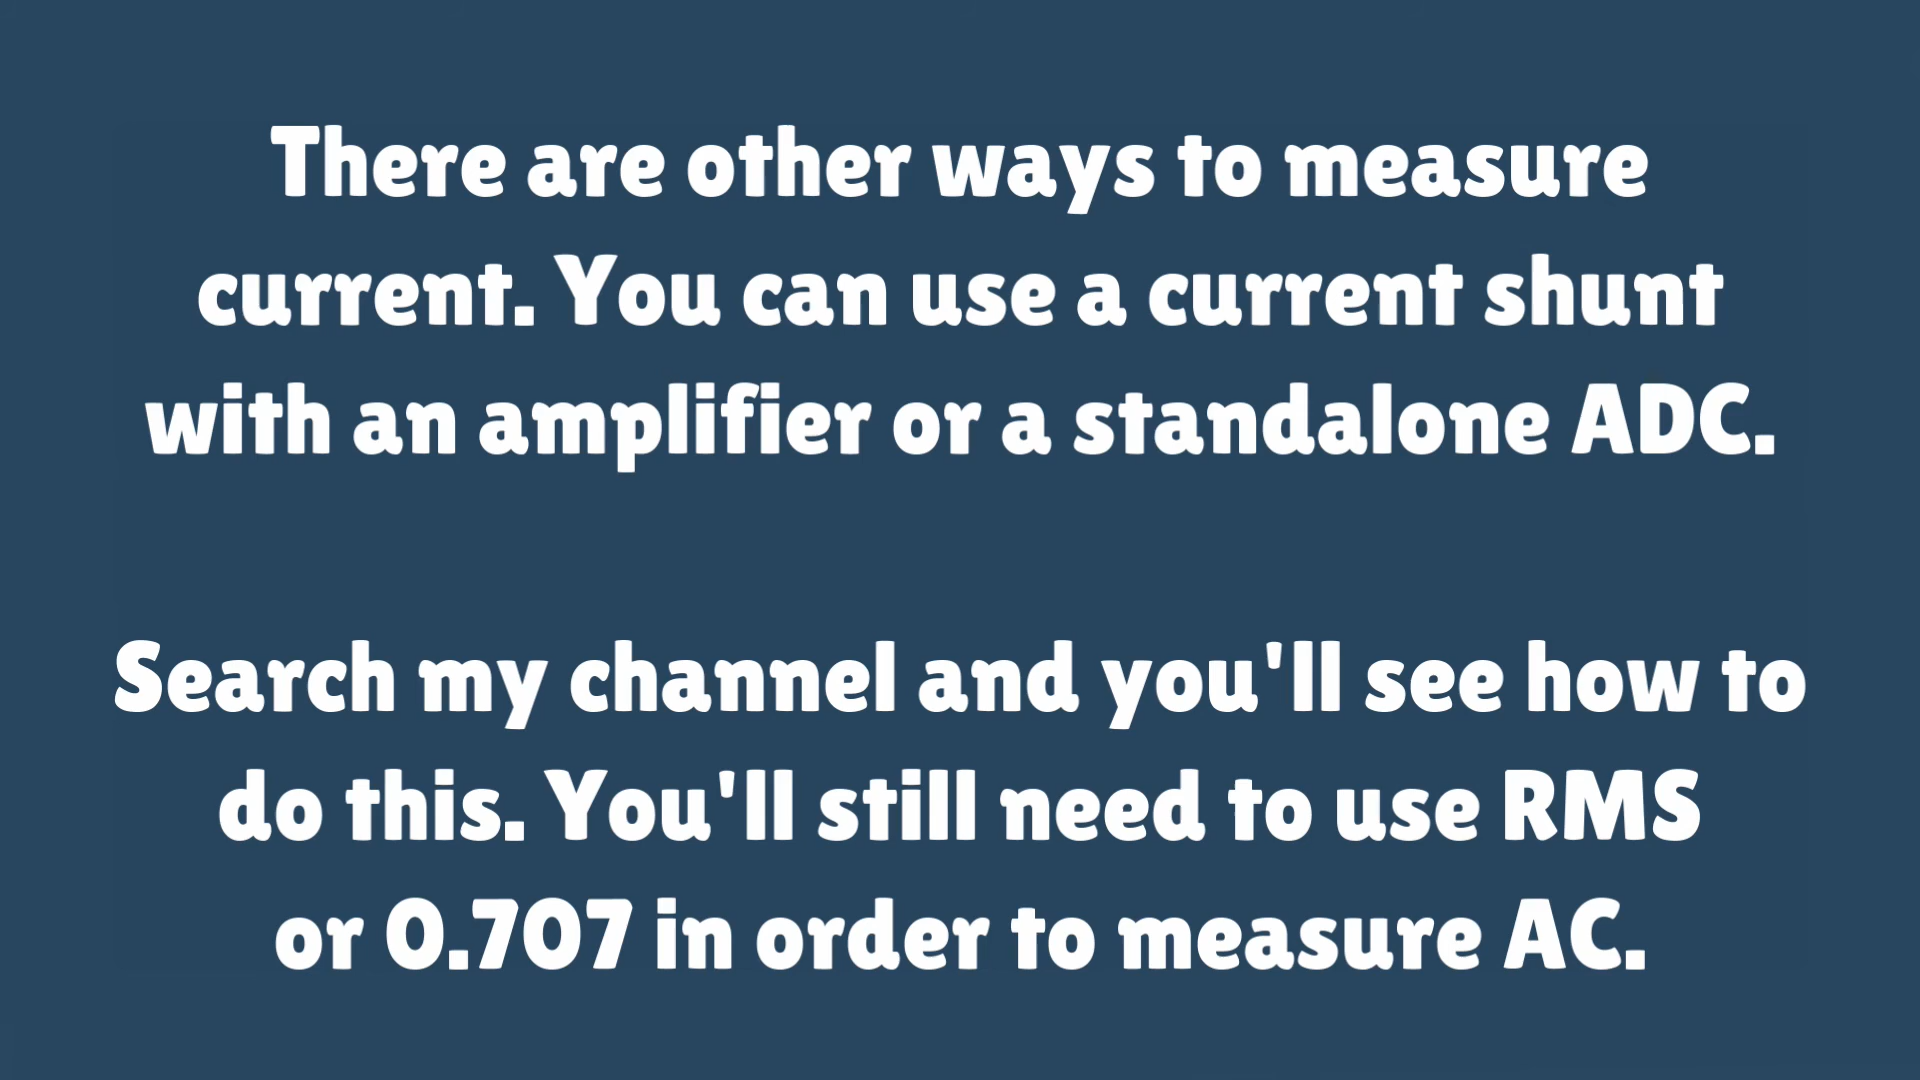 There are other ways to measure
current. You can use a current shunt
with an amplifier or a standalone ADC.
Search my channel and you'll see how to
do this. You'll still need to use RMS
or 0.707 in order to measure AC.